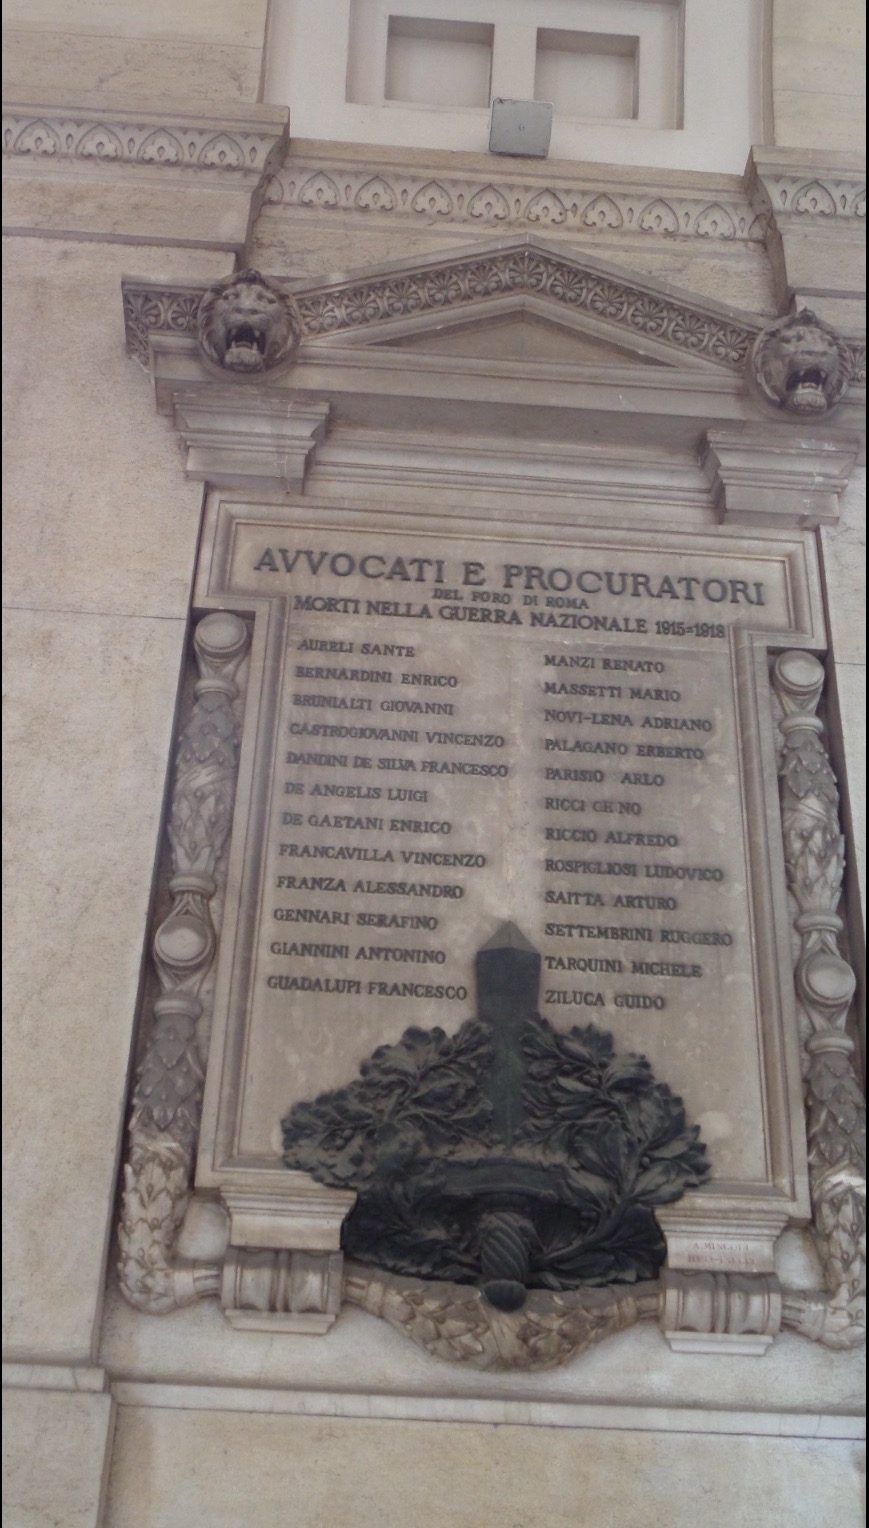 AVVOCATI E PROCURATORI
DEL FORO DI ROMA
MORTI NELLA GUERRA NAZIONALE 1915=1918
AURELI SANTE
BERNARDINI ENRICO
BRUNIALTI GIOVANNI
CASTROGIOVANNI VINCENZO
DANDINI DE SILVA FRANCESCO
DE ANGELIS LUIGI
DE GAETANI ENRICO
FRANCAVILLA VINCENZO
FRANZA ALESSANDRO
GENNARI SERAFINO
GIANNINI ANTONINO
GUADALUPI FRANCESCO
MANZI RENATO
MASSETTI MARIO
NOVI-LENA ADRIANO
PALAGANO ERBERTO
PARISIO ARLO
RICCI GH NO
RICCIO ALFREDO
ROSPIGLIOSI LUDOVICO
SAITTA ARTURO
SETTEMBRINI RUGGERO
TARQUINI MICHELE
ZILUCA GUIDO